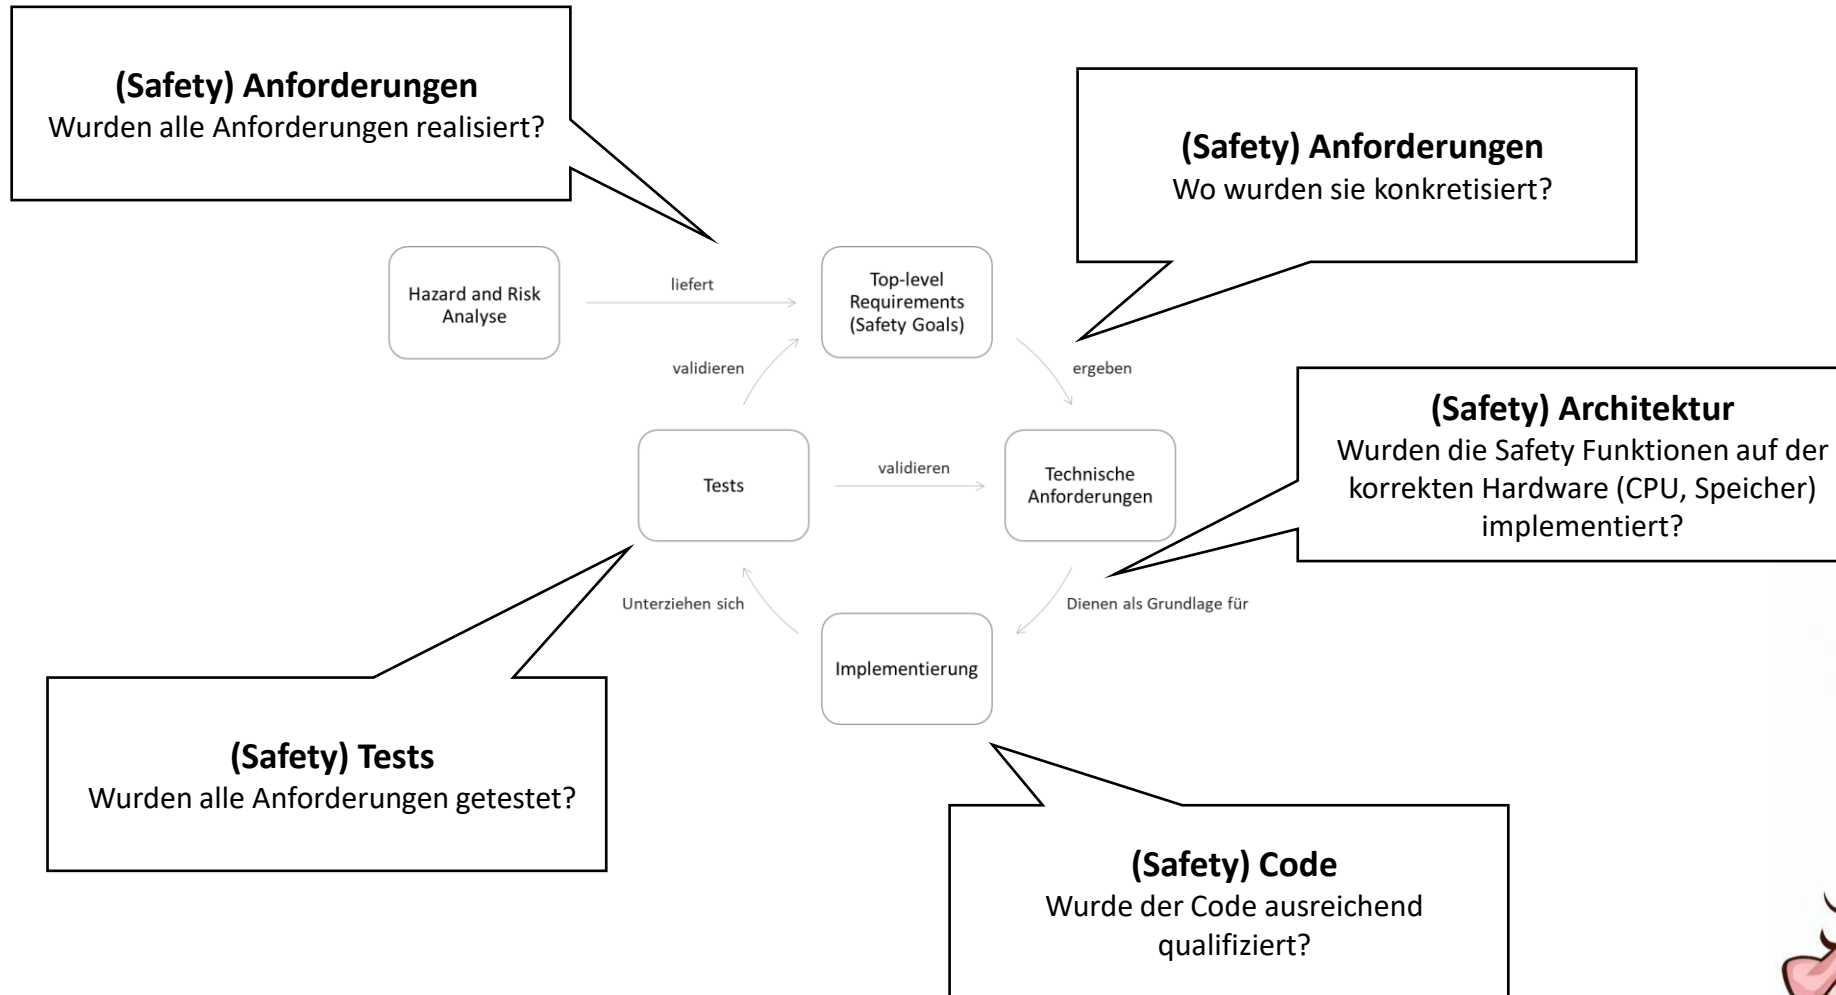 (Safety) Anforderungen
Wurden alle Anforderungen realisiert?
(Safety) Anforderungen
Wo wurden sie konkretisiert?
Hazard and Risk
Analyse
liefert
Top-level
Requirements
(Safety Goals)
validieren
ergeben
(Safety) Architektur
Wurden die Safety Funktionen auf der
korrekten Hardware (CPU, Speicher)
implementiert?
Tests
validieren
Technische
Anforderungen
Unterziehen sich
Dienen als Grundlage für
Implementierung
(Safety) Tests
Wurden alle Anforderungen getestet?
(Safety) Code
Wurde der Code ausreichend
qualifiziert?